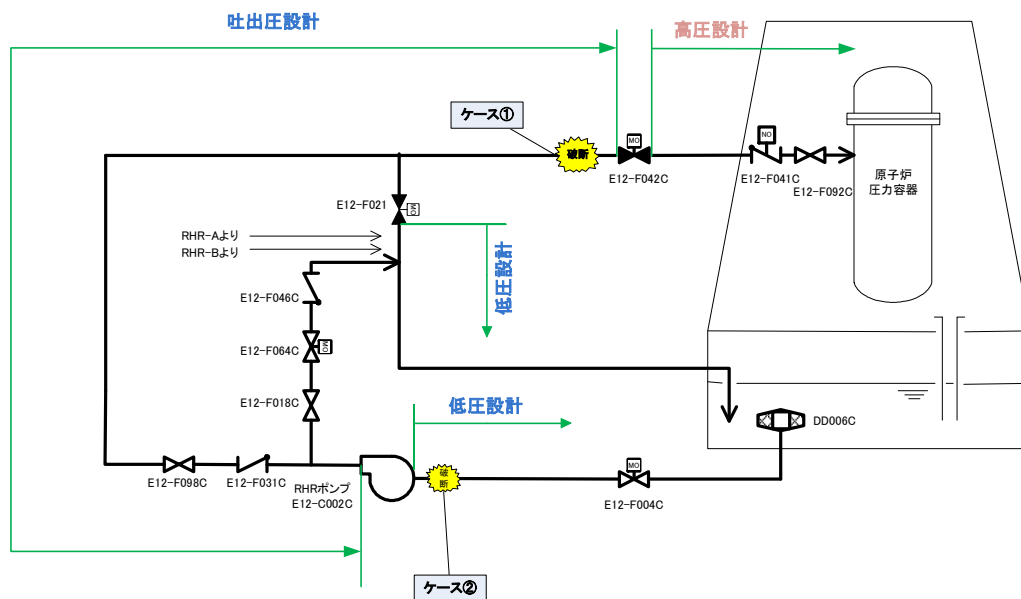 吐出圧設計
高圧設計
ケース①
破断
MO
E12-F042C
NO
E12-F041C
E12-F092C
原子炉
圧力容器
E12-F021
MO
RHR-Aより
RHR-Bより
低圧設計
E12-F046C
E12-F064C
MO
E12-F018C
低圧設計
DD006C
E12-F098C
E12-F031C
RHRポンプ
E12-C002C
破
断
MO
E12-F004C
ケース②